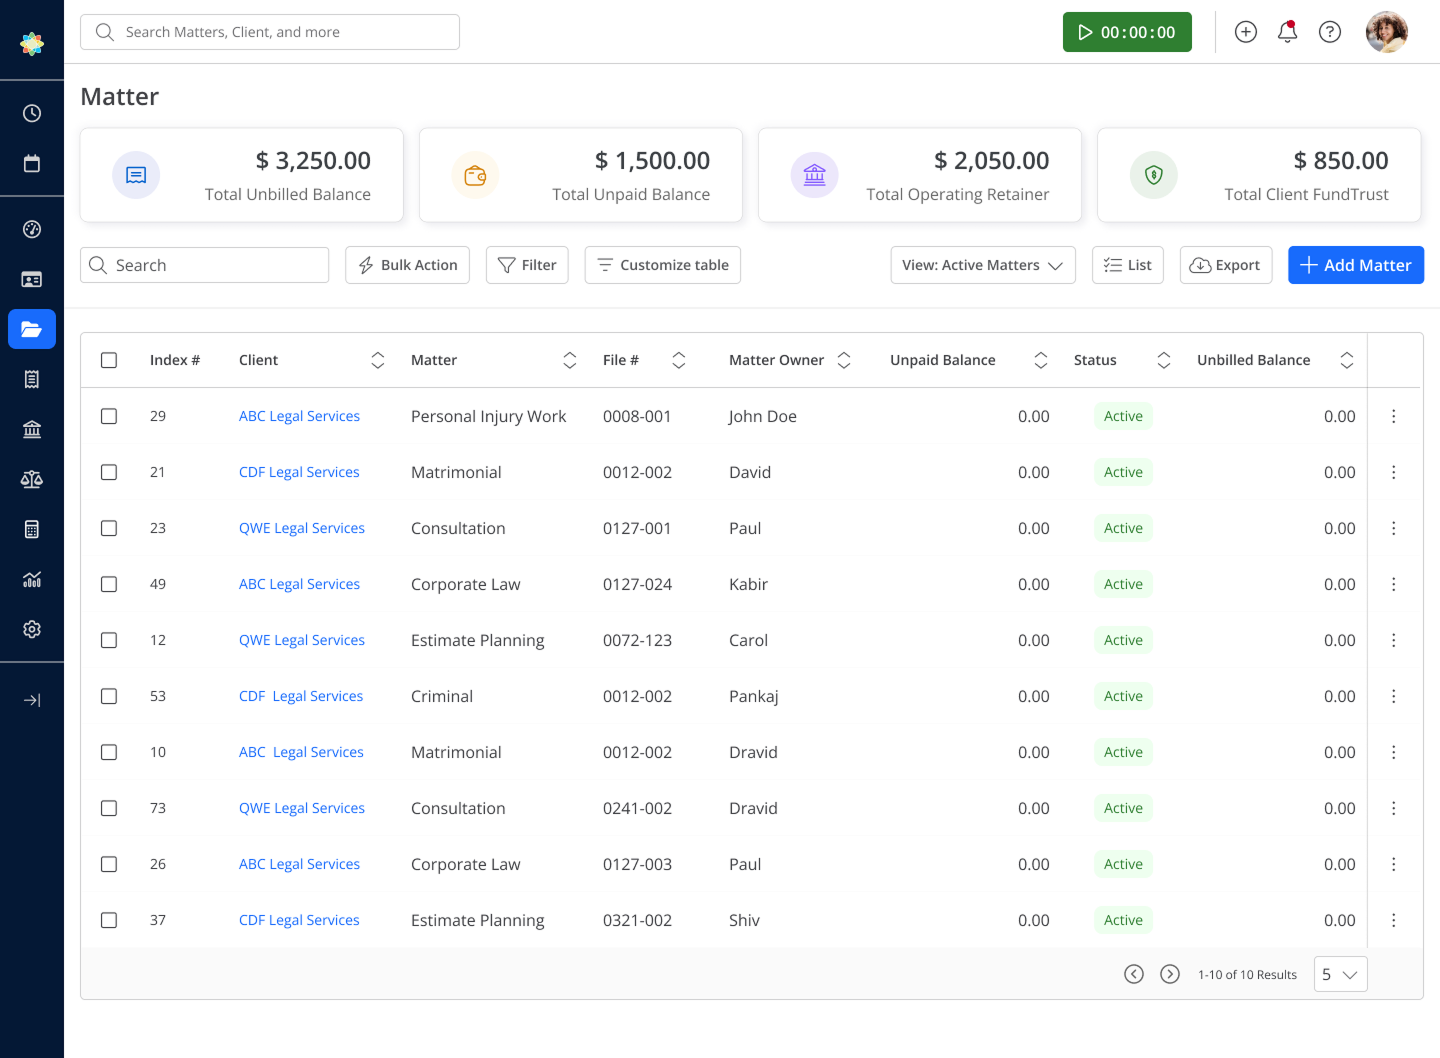 Search Matters, Client, and more
00:00:00
Matter
$ 3,250.00
Total Unbilled Balance
$ 1,500.00
Total Unpaid Balance
$ 2,050.00
Total Operating Retainer
$ 850.00
Total Client FundTrust
Search
Bulk Action
Filter
Customize table
View: Active Matters
List
Export
Add Matter
Index # Client Matter File # Matter Owner Unpaid Balance Status Unbilled Balance
29 ABC Legal Services Personal Injury Work 0008-001 John Doe 0.00 Active 0.00
21 CDF Legal Services Matrimonial 0012-002 David 0.00 Active 0.00
23 QWE Legal Services Consultation 0127-001 Paul 0.00 Active 0.00
49 ABC Legal Services Corporate Law 0127-024 Kabir 0.00 Active 0.00
12 QWE Legal Services Estimate Planning 0072-123 Carol 0.00 Active 0.00
53 CDF  Legal Services Criminal 0012-002 Pankaj 0.00 Active 0.00
10 ABC  Legal Services Matrimonial 0012-002 Dravid 0.00 Active 0.00
73 QWE Legal Services Consultation 0241-002 Dravid 0.00 Active 0.00
26 ABC Legal Services Corporate Law 0127-003 Paul 0.00 Active 0.00
37 CDF Legal Services Estimate Planning 0321-002 Shiv 0.00 Active 0.00
1-10 of 10 Results
5